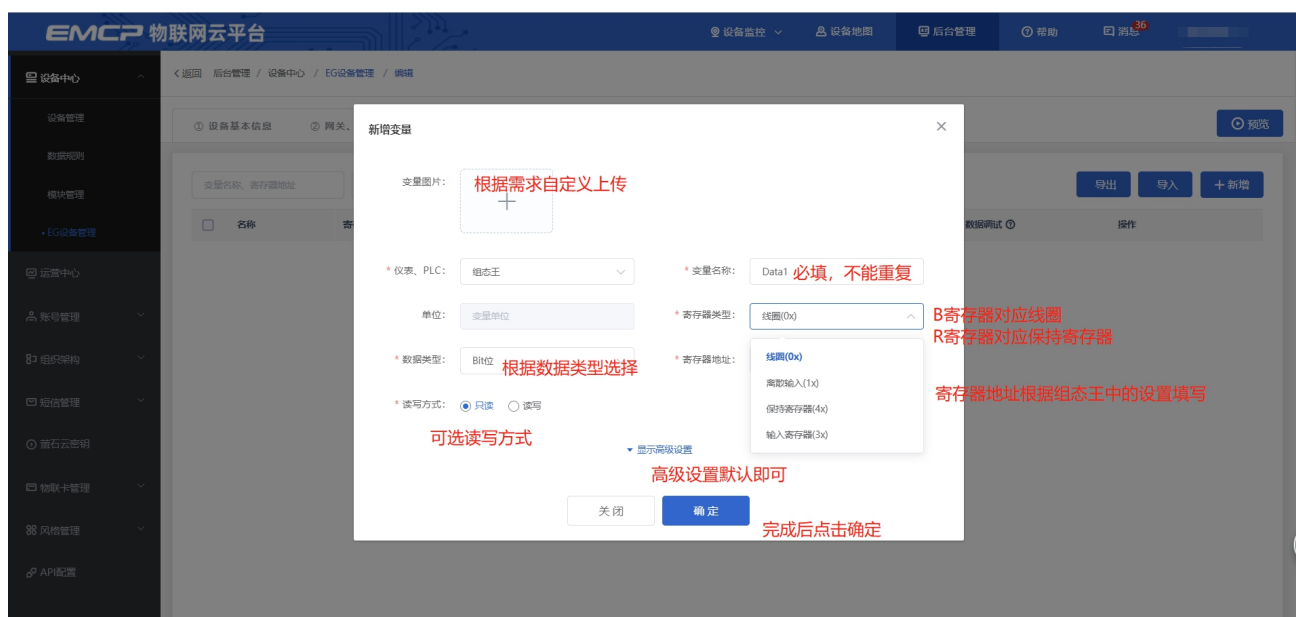 EMCP 物联网云平台
设备监控
设备地图
后台管理
帮助
消息
36
设备中心
设备管理
数据规则
模块管理
EG设备管理
运营中心
账号管理
组织架构
短信管理
萤石云密钥
物联卡管理
风格管理
API配置
<返回 后台管理 / 设备中心 / EG设备管理 / 编辑
① 设备基本信息
② 网关、
预览
变量名称、寄存器地址
导出
导入
+新增
名称
寄
数据调试
操作
新增变量
×
变量图片:
根据需求自定义上传
* 仪表、PLC:
组态王
* 变量名称:
Data1
必填，不能重复
单位:
变量单位
* 寄存器类型:
线圈(0x)
B寄存器对应线圈
R寄存器对应保持寄存器
* 数据类型:
Bit位
根据数据类型选择
* 寄存器地址:
线圈(0x)
离散输入(1x)
保持寄存器(4x)
输入寄存器(3x)
寄存器地址根据组态王中的设置填写
* 读写方式:
只读
读写
可选读写方式
显示高级设置
高级设置默认即可
关闭
确定
完成后点击确定